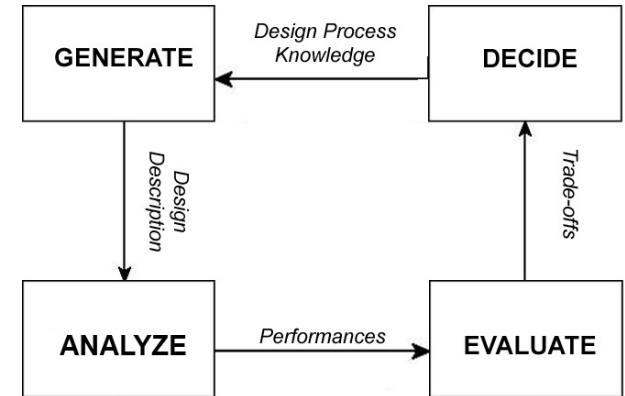 GENERATE
Design Process
Knowledge
DECIDE
Design
Description
Trade-offs
ANALYZE
Performances
EVALUATE